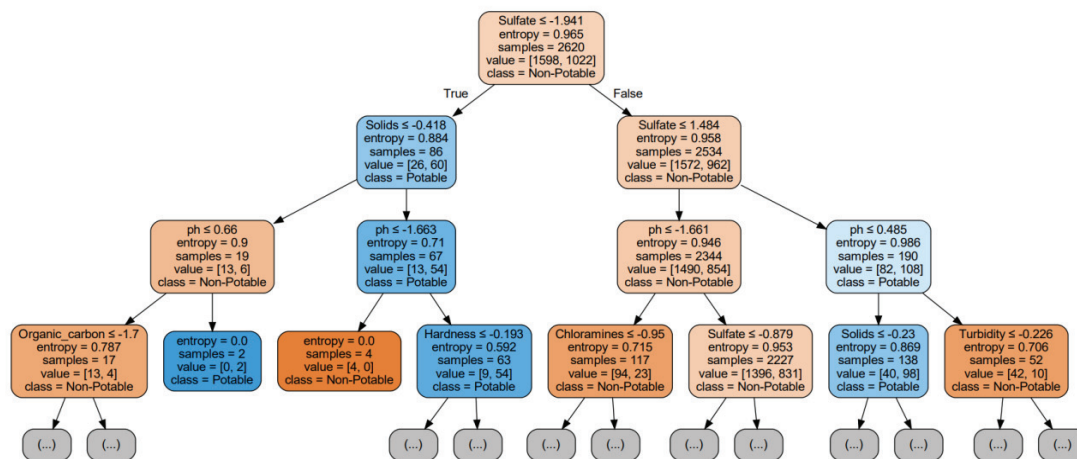 Sulfate ≤ -1.941
entropy = 0.965
samples = 2620
value = [1598, 1022]
class = Non-Potable
True
False
Solids ≤ -0.418
entropy = 0.884
samples = 86
value = [26, 60]
class = Potable
Sulfate ≤ 1.484
entropy = 0.958
samples = 2534
value = [1572, 962]
class = Non-Potable
ph ≤ 0.66
entropy = 0.9
samples = 19
value = [13, 6]
class = Non-Potable
ph ≤ -1.663
entropy = 0.71
samples = 67
value = [13, 54]
class = Potable
ph ≤ -1.661
entropy = 0.946
samples = 2344
value = [1490, 854]
class = Non-Potable
ph ≤ 0.485
entropy = 0.986
samples = 190
value = [82, 108]
class = Potable
Organic_carbon ≤ -1.7
entropy = 0.787
samples = 17
value = [13, 4]
class = Non-Potable
entropy = 0.0
samples = 2
value = [0, 2]
class = Potable
entropy = 0.0
samples = 4
value = [4, 0]
class = Non-Potable
Hardness ≤ -0.193
entropy = 0.592
samples = 63
value = [9, 54]
class = Potable
Chloramines ≤ -0.95
entropy = 0.715
samples = 117
value = [94, 23]
class = Non-Potable
Sulfate ≤ -0.879
entropy = 0.953
samples = 2227
value = [1396, 831]
class = Non-Potable
Solids ≤ -0.23
entropy = 0.869
samples = 138
value = [40, 98]
class = Potable
Turbidity ≤ -0.226
entropy = 0.706
samples = 52
value = [42, 10]
class = Non-Potable
(...)
(...)
(...)
(...)
(...)
(...)
(...)
(...)
(...)
(...)
(...)
(...)